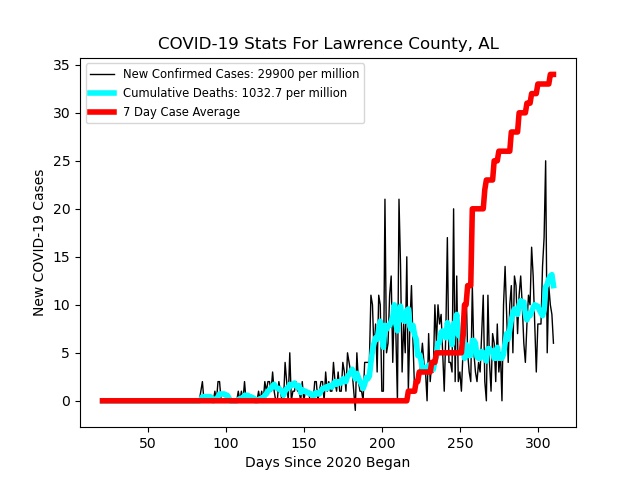 COVID-19 Stats For Lawrence County, AL
New Confirmed Cases: 29900 per million
Cumulative Deaths: 1032.7 per million
7 Day Case Average
New COVID-19 Cases
35
30
25
20
15
10
5
0
50 100 150 200 250 300
Days Since 2020 Began